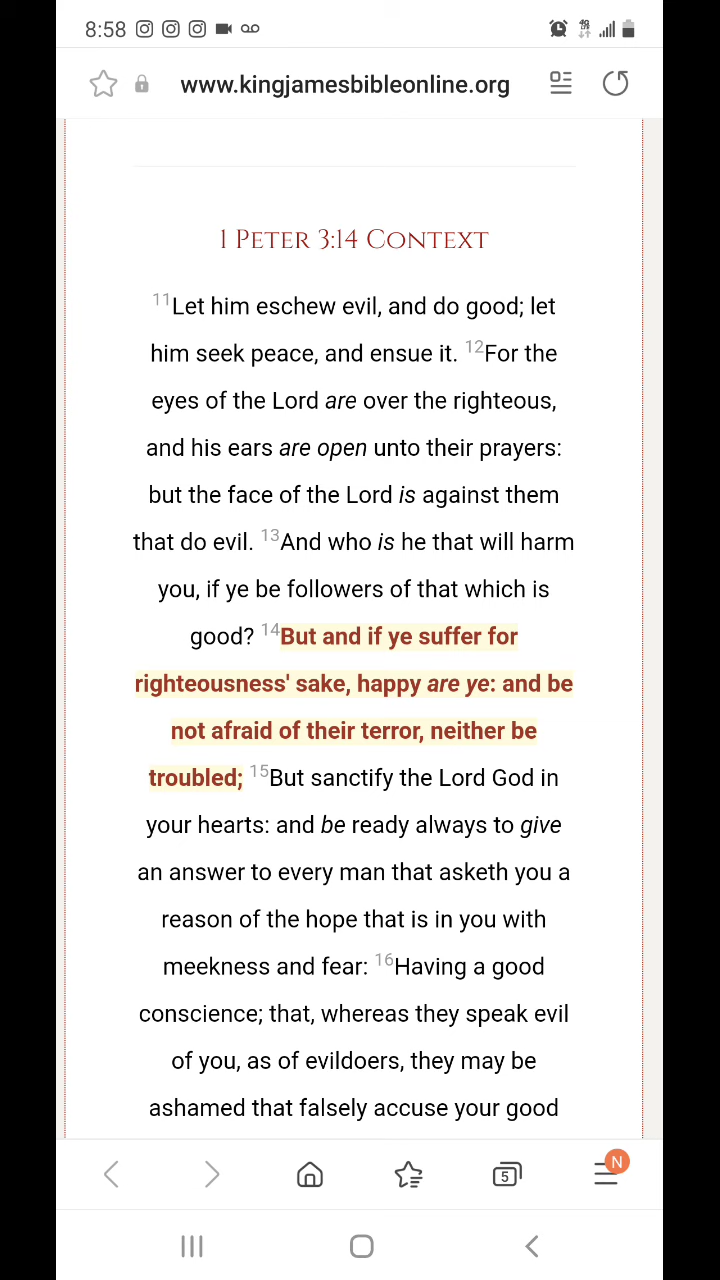 8:58
www.kingjamesbibleonline.org
1 PETER 3:14 CONTEXT
11Let him eschew evil, and do good; let
him seek peace, and ensue it. 12For the
eyes of the Lord are over the righteous,
and his ears are open unto their prayers:
but the face of the Lord is against them
that do evil. 13And who is he that will harm
you, if ye be followers of that which is
good? 14But and if ye suffer for
righteousness' sake, happy are ye: and be
not afraid of their terror, neither be
troubled; 15But sanctify the Lord God in
your hearts: and be ready always to give
an answer to every man that asketh you a
reason of the hope that is in you with
meekness and fear: 16Having a good
conscience; that, whereas they speak evil
of you, as of evildoers, they may be
ashamed that falsely accuse your good
5
N